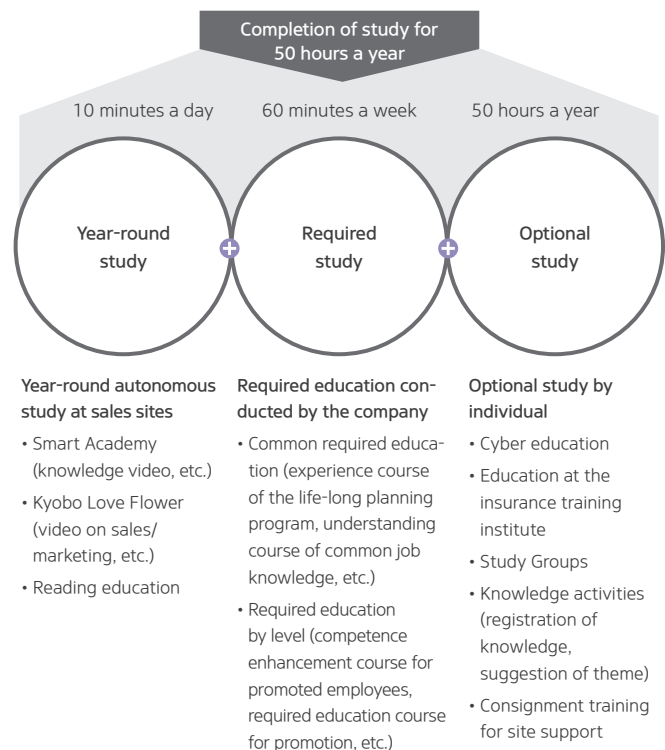 Completion of study for
50 hours a year
10 minutes a day
60 minutes a week
50 hours a year
Year-round
study
+
Required
study
+
Optional
study
Year-round autonomous
study at sales sites
• Smart Academy
(knowledge video, etc.)
• Kyobo Love Flower
(video on sales/
marketing, etc.)
• Reading education
Required education con-
ducted by the company
• Common required educa-
tion (experience course
of the life-long planning
program, understanding
course of common job
knowledge, etc.)
• Required education
by level (competence
enhancement course for
promoted employees,
required education course
for promotion, etc.)
Optional study by
individual
• Cyber education
• Education at the
insurance training
institute
• Study Groups
• Knowledge activities
(registration of
knowledge,
suggestion of theme)
• Consignment training
for site support